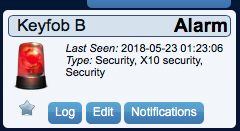 Keyfob B Alarm
Last Seen: 2018-05-23 01:23:06
Type: Security, X10 security,
Security
Log Edit Notifications